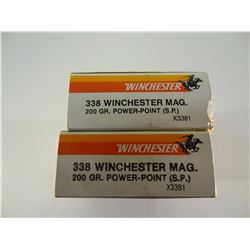 WINCHESTER
338 WINCHESTER MAG.
200 GR. POWER-POINT (S.P.)
X3381
WINCHESTER
338 WINCHESTER MAG.
200 GR. POWER-POINT (S.P.)
X3381